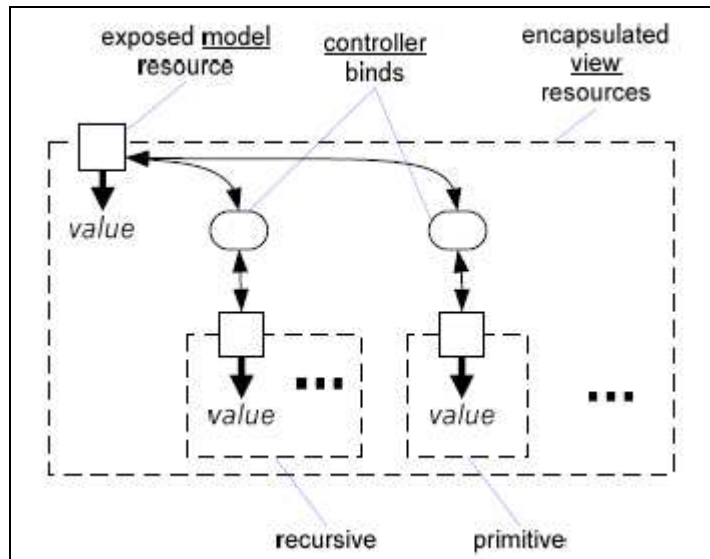 exposed model
resource
controller
binds
encapsulated
view
resources
value
value
value
recursive
primitive